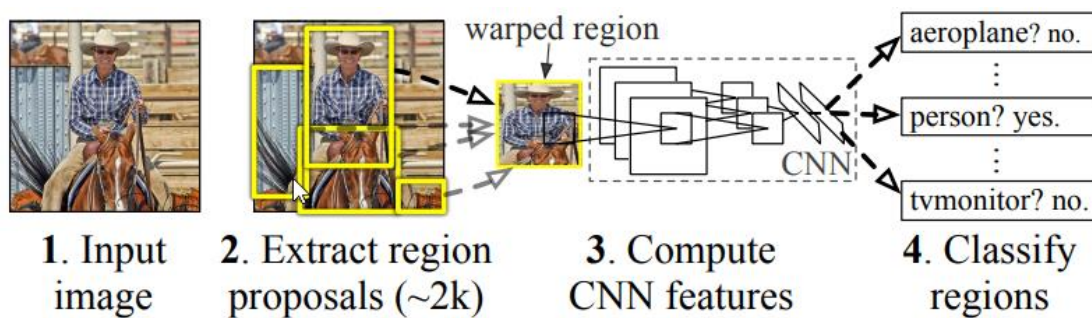 warped region
aeroplane? no.
person? yes.
CNN
tvmonitor? no.
1. Input
image
2. Extract region
proposals (~2k)
3. Compute
CNN features
4. Classify
regions